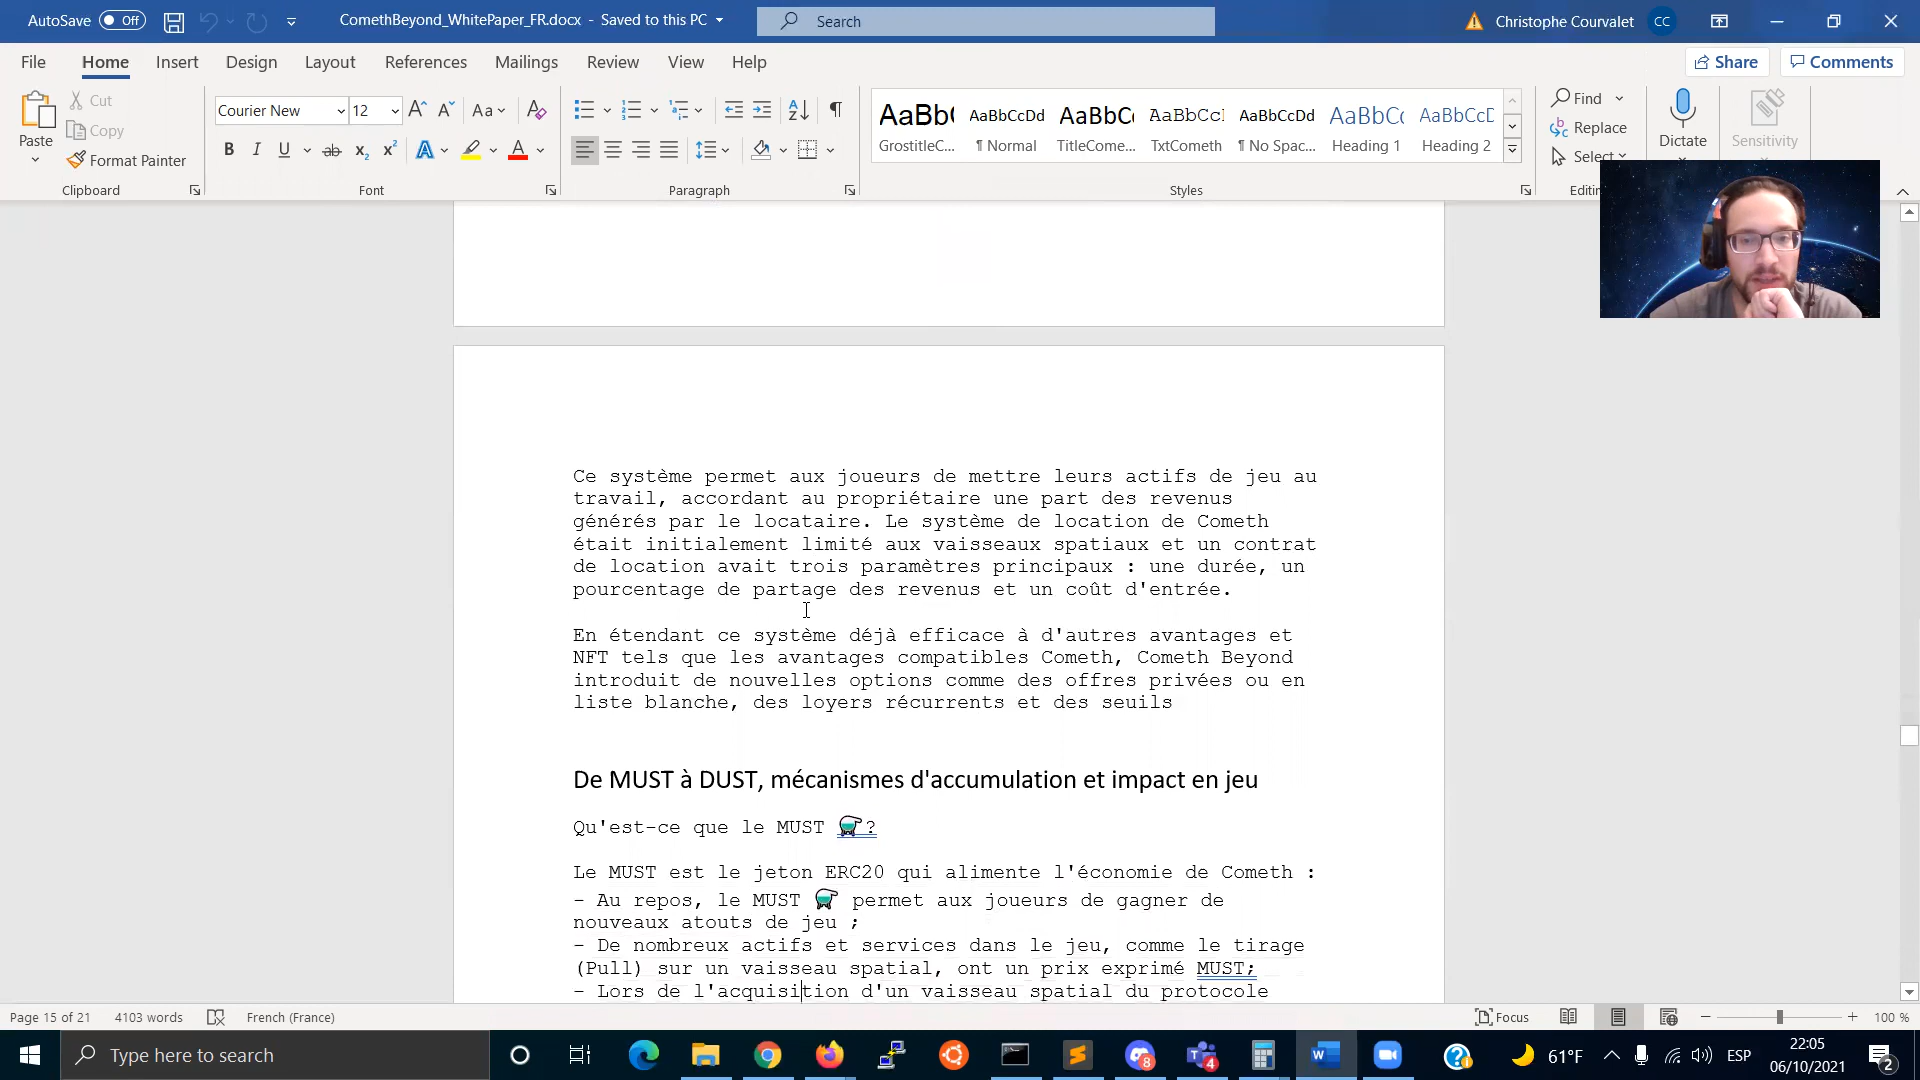 AutoSave Off ComethBeyond_WhitePaper_FR.docx - Saved to this PC Search Christophe Courvalet CC
File Home Insert Design Layout References Mailings Review View Help Share Comments
Paste Cut Copy Format Painter
Clipboard
Courier New 12 Aa
B I U ab x₂ x² A A
Font
Paragraph
AaBb( AaBbCcDd AaBbC( AaBbCc] AaBbCcDd AaBbC( AaBbCcD
GrostitleC... ¶ Normal TitleCome... TxtCometh ¶ No Spac... Heading 1 Heading 2
Styles
Find
Replace
Select
Editin
Dictate
Sensitivity
Ce système permet aux joueurs de mettre leurs actifs de jeu au
travail, accordant au propriétaire une part des revenus
générés par le locataire. Le système de location de Cometh
était initialement limité aux vaisseaux spatiaux et un contrat
de location avait trois paramètres principaux : une durée, un
pourcentage de partage des revenus et un coût d'entrée.
En étendant ce système déjà efficace à d'autres avantages et
NFT tels que les avantages compatibles Cometh, Cometh Beyond
introduit de nouvelles options comme des offres privées ou en
liste blanche, des loyers récurrents et des seuils
De MUST à DUST, mécanismes d'accumulation et impact en jeu
Qu'est-ce que le MUST ?
Le MUST est le jeton ERC20 qui alimente l'économie de Cometh :
- Au repos, le MUST permet aux joueurs de gagner de
nouveaux atouts de jeu ;
- De nombreux actifs et services dans le jeu, comme le tirage
(Pull) sur un vaisseau spatial, ont un prix exprimé MUST;
- Lors de l'acquisition d'un vaisseau spatial du protocole
Page 15 of 21 4103 words French (France) Focus 100 %
Type here to search 8 4 61°F ESP 22:05
06/10/2021 2